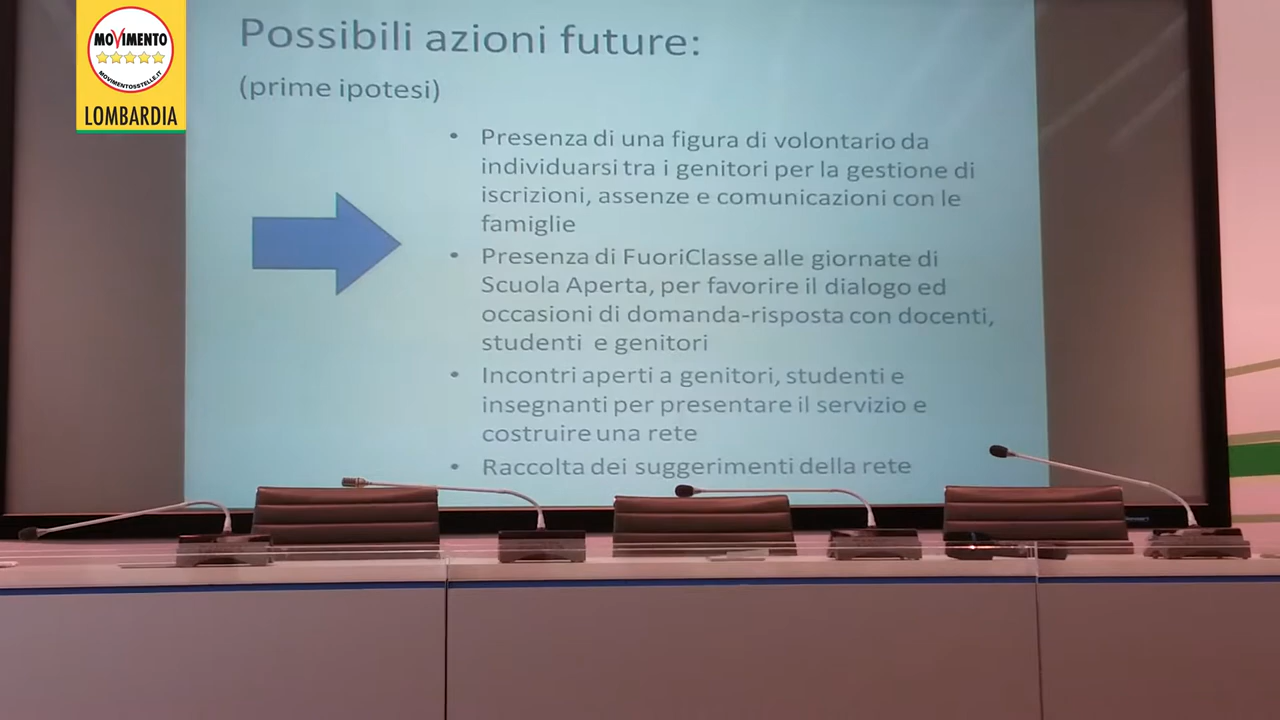 MOVIMENTO
MOVIMENTO5STELLE.IT
LOMBARDIA
Possibili azioni future:
(prime ipotesi)
• Presenza di una figura di volontario da
individuarsi tra i genitori per la gestione di
iscrizioni, assenze e comunicazioni con le
famiglie
• Presenza di FuoriClasse alle giornate di
Scuola Aperta, per favorire il dialogo ed
occasioni di domanda-risposta con docenti,
studenti e genitori
• Incontri aperti a genitori, studenti e
insegnanti per presentare il servizio e
costruire una rete
• Raccolta dei suggerimenti della rete